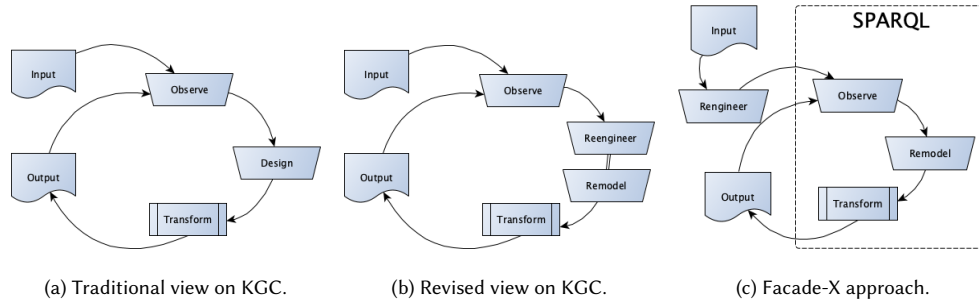 Input
Observe
Design
Output
Transform
(a) Traditional view on KGC.
Input
Observe
Reengineer
Remodel
Output
Transform
(b) Revised view on KGC.
SPARQL
Input
Rengineer
Observe
Remodel
Output
Transform
(c) Facade-X approach.